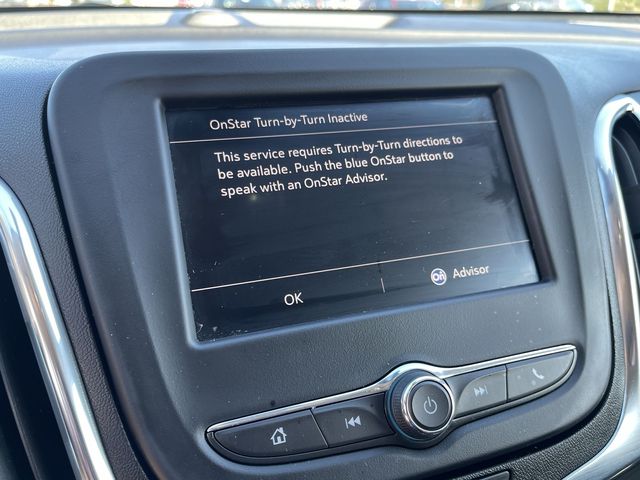 OnStar Turn-by-Turn Inactive
This service requires Turn-by-Turn directions to
be available. Push the blue OnStar button to
speak with an OnStar Advisor.
OK
On Advisor